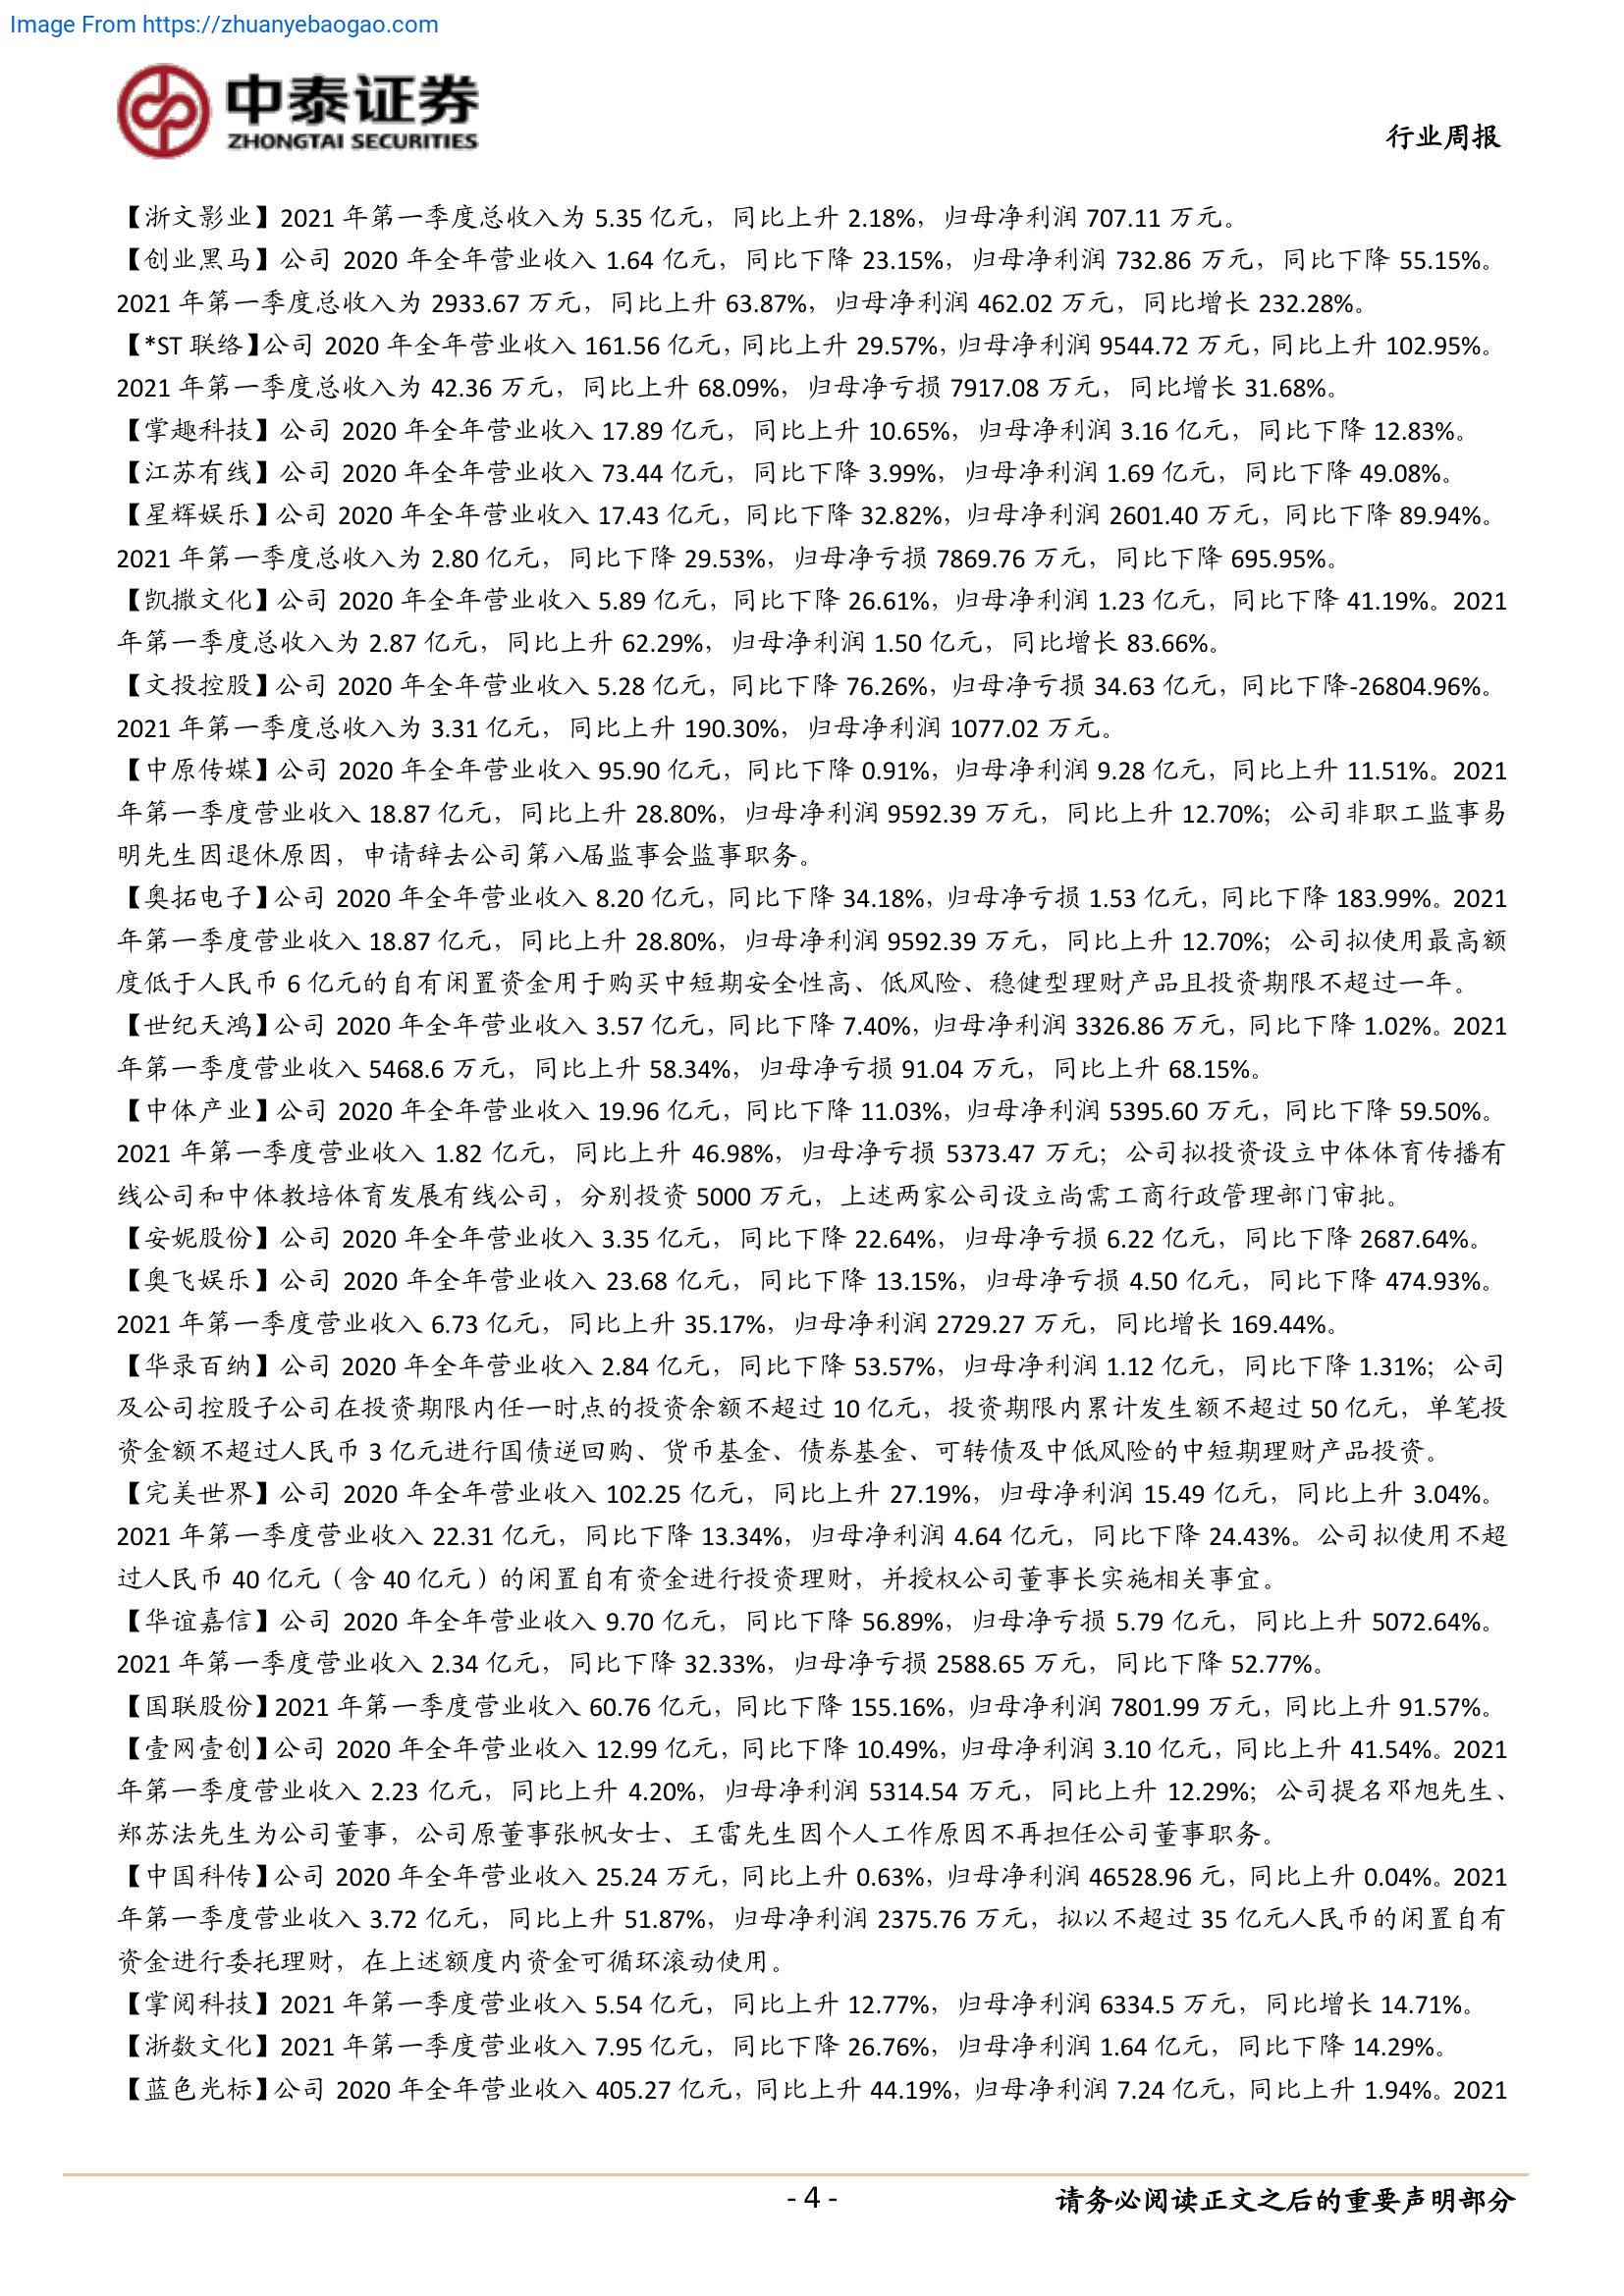 Image From https://zhuanyebaogao.com
中泰证券
ZHONGTAI SECURITIES
行业周报
【浙文影业】2021 年第一季度总收入为 5.35 亿元，同比上升 2.18%，归母净利润 707.11 万元。
【创业黑马】公司 2020 年全年营业收入 1.64 亿元，同比下降 23.15%，归母净利润 732.86 万元，同比下降 55.15%。
2021 年第一季度总收入为 2933.67 万元，同比上升 63.87%，归母净利润 462.02 万元，同比增长 232.28%。
【*ST 联络】公司 2020 年全年营业收入 161.56 亿元，同比上升 29.57%，归母净利润 9544.72 万元，同比上升 102.95%。
2021 年第一季度总收入为 42.36 万元，同比上升 68.09%，归母净亏损 7917.08 万元，同比增长 31.68%。
【掌趣科技】公司 2020 年全年营业收入 17.89 亿元，同比上升 10.65%，归母净利润 3.16 亿元，同比下降 12.83%。
【江苏有线】公司 2020 年全年营业收入 73.44 亿元，同比下降 3.99%，归母净利润 1.69 亿元，同比下降 49.08%。
【星辉娱乐】公司 2020 年全年营业收入 17.43 亿元，同比下降 32.82%，归母净利润 2601.40 万元，同比下降 89.94%。
2021 年第一季度总收入为 2.80 亿元，同比下降 29.53%，归母净亏损 7869.76 万元，同比下降 695.95%。
【凯撒文化】公司 2020 年全年营业收入 5.89 亿元，同比下降 26.61%，归母净利润 1.23 亿元，同比下降 41.19%。2021
年第一季度总收入为 2.87 亿元，同比上升 62.29%，归母净利润 1.50 亿元，同比增长 83.66%。
【文投控股】公司 2020 年全年营业收入 5.28 亿元，同比下降 76.26%，归母净亏损 34.63 亿元，同比下降-26804.96%。
2021 年第一季度总收入为 3.31 亿元，同比上升 190.30%，归母净利润 1077.02 万元。
【中原传媒】公司 2020 年全年营业收入 95.90 亿元，同比下降 0.91%，归母净利润 9.28 亿元，同比上升 11.51%。2021
年第一季度营业收入 18.87 亿元，同比上升 28.80%，归母净利润 9592.39 万元，同比上升 12.70%；公司非职工监事易
明先生因退休原因，申请辞去公司第八届监事会监事职务。
【奥拓电子】公司 2020 年全年营业收入 8.20 亿元，同比下降 34.18%，归母净亏损 1.53 亿元，同比下降 183.99%。2021
年第一季度营业收入 18.87 亿元，同比上升 28.80%，归母净利润 9592.39 万元，同比上升 12.70%；公司拟使用最高额
度低于人民币 6 亿元的自有闲置资金用于购买中短期安全性高、低风险、稳健型理财产品且投资期限不超过一年。
【世纪天鸿】公司 2020 年全年营业收入 3.57 亿元，同比下降 7.40%，归母净利润 3326.86 万元，同比下降 1.02%。2021
年第一季度营业收入 5468.6 万元，同比上升 58.34%，归母净亏损 91.04 万元，同比上升 68.15%。
【中体产业】公司 2020 年全年营业收入 19.96 亿元，同比下降 11.03%，归母净利润 5395.60 万元，同比下降 59.50%。
2021 年第一季度营业收入 1.82 亿元，同比上升 46.98%，归母净亏损 5373.47 万元；公司拟投资设立中体体育传播有
线公司和中体教培体育发展有线公司，分别投资 5000 万元，上述两家公司设立尚需工商行政管理部门审批。
【安妮股份】公司 2020 年全年营业收入 3.35 亿元，同比下降 22.64%，归母净亏损 6.22 亿元，同比下降 2687.64%。
【奥飞娱乐】公司 2020 年全年营业收入 23.68 亿元，同比下降 13.15%，归母净亏损 4.50 亿元，同比下降 474.93%。
2021 年第一季度营业收入 6.73 亿元，同比上升 35.17%，归母净利润 2729.27 万元，同比增长 169.44%。
【华录百纳】公司 2020 年全年营业收入 2.84 亿元，同比下降 53.57%，归母净利润 1.12 亿元，同比下降 1.31%；公司
及公司控股子公司在投资期限内任一时点的投资余额不超过 10 亿元，投资期限内累计发生额不超过 50 亿元，单笔投
资金额不超过人民币 3 亿元进行国债逆回购、货币基金、债券基金、可转债及中低风险的中短期理财产品投资。
【完美世界】公司 2020 年全年营业收入 102.25 亿元，同比上升 27.19%，归母净利润 15.49 亿元，同比上升 3.04%。
2021 年第一季度营业收入 22.31 亿元，同比下降 13.34%，归母净利润 4.64 亿元，同比下降 24.43%。公司拟使用不超
过人民币 40 亿元（含 40 亿元）的闲置自有资金进行投资理财，并授权公司董事长实施相关事宜。
【华谊嘉信】公司 2020 年全年营业收入 9.70 亿元，同比下降 56.89%，归母净亏损 5.79 亿元，同比上升 5072.64%。
2021 年第一季度营业收入 2.34 亿元，同比下降 32.33%，归母净亏损 2588.65 万元，同比下降 52.77%。
【国联股份】2021 年第一季度营业收入 60.76 亿元，同比下降 155.16%，归母净利润 7801.99 万元，同比上升 91.57%。
【壹网壹创】公司 2020 年全年营业收入 12.99 亿元，同比下降 10.49%，归母净利润 3.10 亿元，同比上升 41.54%。2021
年第一季度营业收入 2.23 亿元，同比上升 4.20%，归母净利润 5314.54 万元，同比上升 12.29%；公司提名邓旭先生、
郑苏法先生为公司董事，公司原董事张帆女士、王雷先生因个人工作原因不再担任公司董事职务。
【中国科传】公司 2020 年全年营业收入 25.24 万元，同比上升 0.63%，归母净利润 46528.96 元，同比上升 0.04%。2021
年第一季度营业收入 3.72 亿元，同比上升 51.87%，归母净利润 2375.76 万元，拟以不超过 35 亿元人民币的闲置自有
资金进行委托理财，在上述额度内资金可循环滚动使用。
【掌阅科技】2021 年第一季度营业收入 5.54 亿元，同比上升 12.77%，归母净利润 6334.5 万元，同比增长 14.71%。
【浙数文化】2021 年第一季度营业收入 7.95 亿元，同比下降 26.76%，归母净利润 1.64 亿元，同比下降 14.29%。
【蓝色光标】公司 2020 年全年营业收入 405.27 亿元，同比上升 44.19%，归母净利润 7.24 亿元，同比上升 1.94%。2021
- 4 -
请务必阅读正文之后的重要声明部分